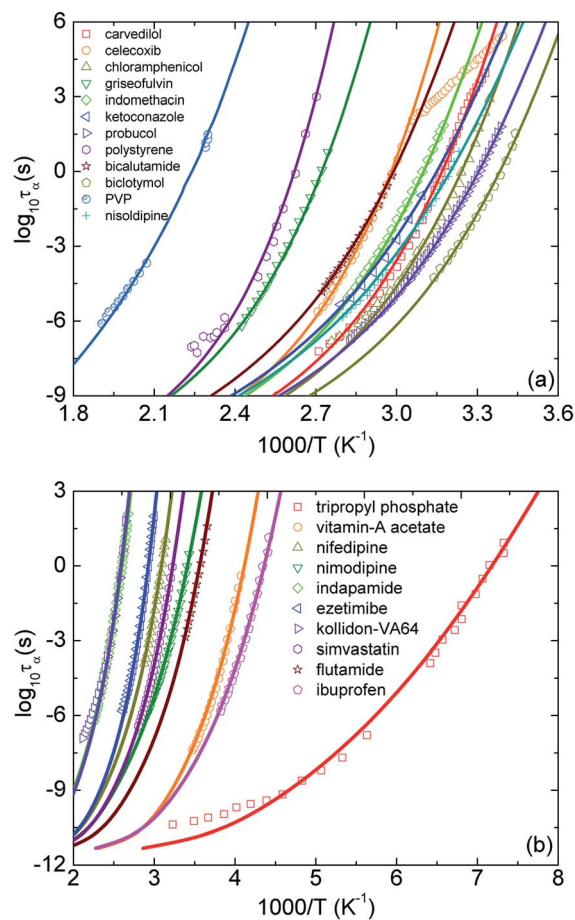 6
3
0
-3
-6
-9
log₁₀τα(s)
carvedilol
celecoxib
chloramphenicol
griseofulvin
indomethacin
ketoconazole
probucol
polystyrene
bicalutamide
biclotymol
PVP
nisoldipine
(a)
1.8 2.1 2.4 2.7 3.0 3.3 3.6
1000/T (K⁻¹)
3
0
-3
-6
-9
-12
log₁₀τα(s)
tripropyl phosphate
vitamin-A acetate
nifedipine
nimodipine
indapamide
ezetimibe
kollidon-VA64
simvastatin
flutamide
ibuprofen
(b)
2 3 4 5 6 7 8
1000/T (K⁻¹)